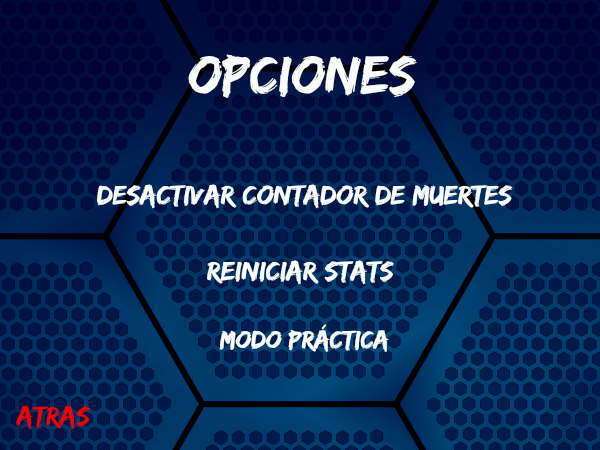 OPCIONES
DESACTIVAR CONTADOR DE MUERTES
REINICIAR STATS
MODO PRÁCTICA
ATRAS